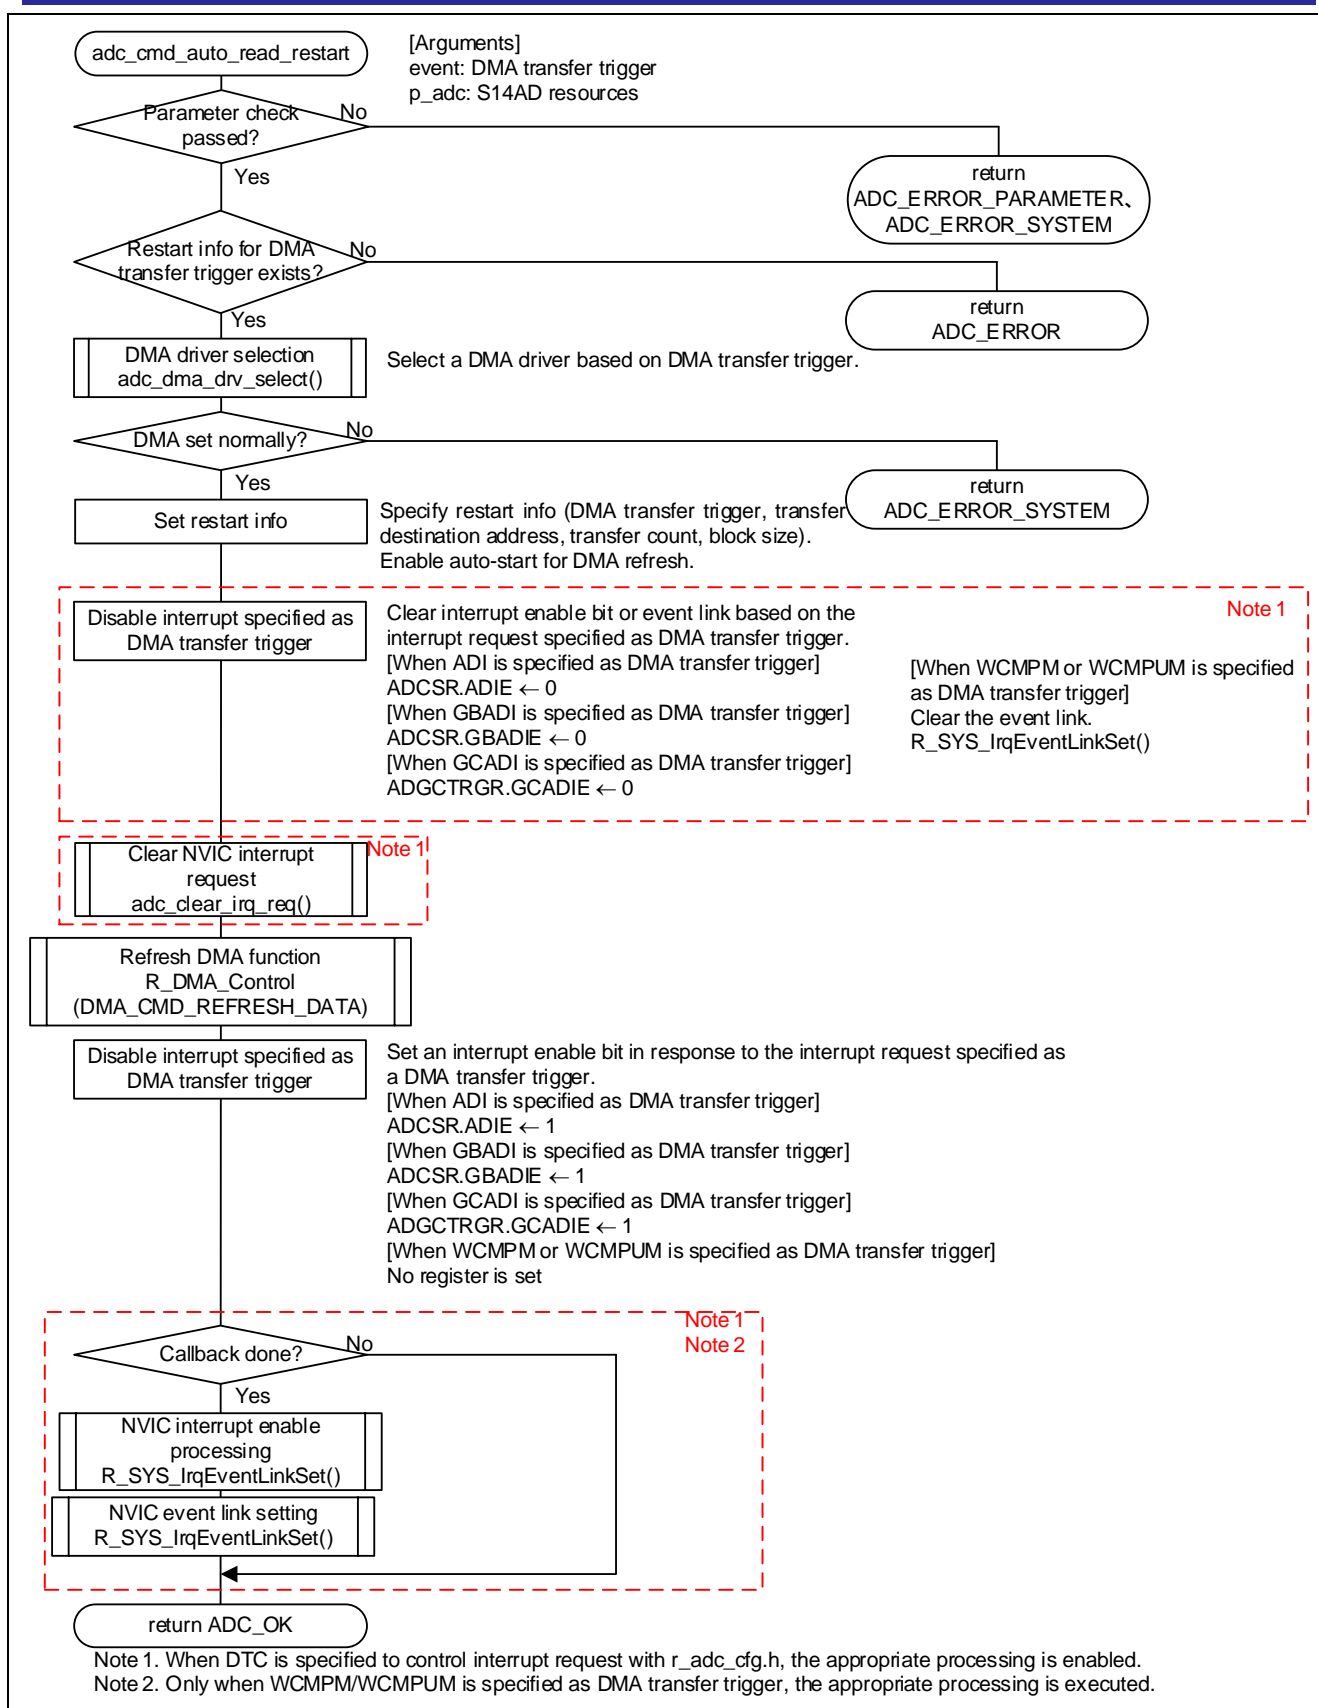 adc_cmd_auto_read_restart
[Arguments]
event: DMA transfer trigger
p_adc: S14AD resources
Parameter check
passed?
No
Yes
return
ADC_ERROR_PARAMETER、
ADC_ERROR_SYSTEM
Restart info for DMA
transfer trigger exists?
No
Yes
return
ADC_ERROR
DMA driver selection
adc_dma_drv_select()
Select a DMA driver based on DMA transfer trigger.
DMA set normally?
No
Yes
return
ADC_ERROR_SYSTEM
Set restart info
Specify restart info (DMA transfer trigger, transfer
destination address, transfer count, block size).
Enable auto-start for DMA refresh.
Note 1
Disable interrupt specified as
DMA transfer trigger
Clear interrupt enable bit or event link based on the
interrupt request specified as DMA transfer trigger.
[When ADI is specified as DMA transfer trigger]
ADCSR.ADIE ← 0
[When GBADI is specified as DMA transfer trigger]
ADCSR.GBADIE ← 0
[When GCADI is specified as DMA transfer trigger]
ADGCTRGR.GCADIE ← 0
[When WCMPM or WCMPUM is specified
as DMA transfer trigger]
Clear the event link.
R_SYS_IrqEventLinkSet()
Note 1
Clear NVIC interrupt
request
adc_clear_irq_req()
Refresh DMA function
R_DMA_Control
(DMA_CMD_REFRESH_DATA)
Disable interrupt specified as
DMA transfer trigger
Set an interrupt enable bit in response to the interrupt request specified as
a DMA transfer trigger.
[When ADI is specified as DMA transfer trigger]
ADCSR.ADIE ← 1
[When GBADI is specified as DMA transfer trigger]
ADCSR.GBADIE ← 1
[When GCADI is specified as DMA transfer trigger]
ADGCTRGR.GCADIE ← 1
[When WCMPM or WCMPUM is specified as DMA transfer trigger]
No register is set
Note 1
Note 2
Callback done?
No
Yes
NVIC interrupt enable
processing
R_SYS_IrqEventLinkSet()
NVIC event link setting
R_SYS_IrqEventLinkSet()
return ADC_OK
Note 1. When DTC is specified to control interrupt request with r_adc_cfg.h, the appropriate processing is enabled.
Note 2. Only when WCMPM/WCMPUM is specified as DMA transfer trigger, the appropriate processing is executed.